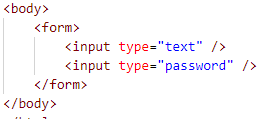 <body>
<form>
<input type="text" />
<input type="password" />
</form>
</body>